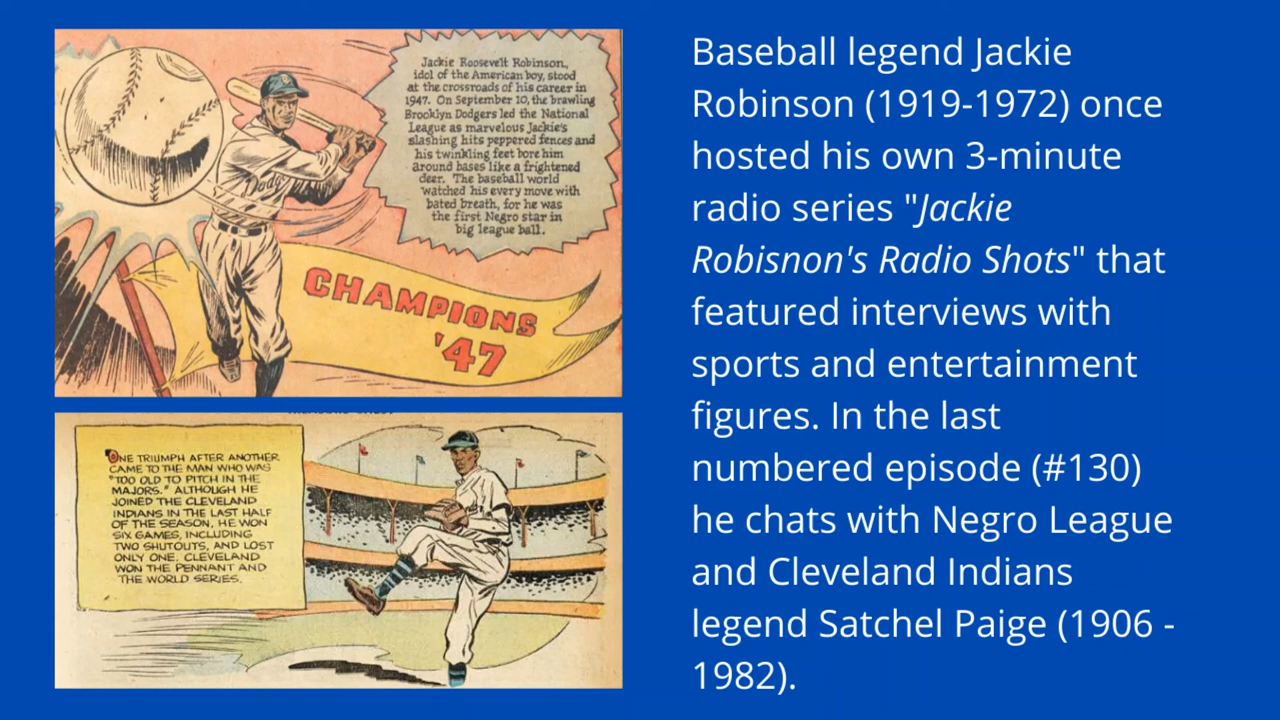 Jackie Roosevelt Robinson,
idol of the American boy, stood
at the crossroads of his career in
1947. On September 10, the brawling
Brooklyn Dodgers led the National
League as marvelous Jackie's
slashing hits peppered fences and
his twinkling feet bore him
around bases like a frightened
deer. The baseball world
watched his every move with
bated breath, for he was
the first Negro star in
big league ball.
Dodg
CHAMPIONS
'47
"ONE TRIUMPH AFTER ANOTHER
CAME TO THE MAN WHO WAS
"TOO OLD TO PITCH IN THE
MAJORS." ALTHOUGH HE
JOINED THE CLEVELAND
INDIANS IN THE LAST HALF
OF THE SEASON, HE WON
SIX GAMES, INCLUDING
TWO SHUTOUTS, AND LOST
ONLY ONE. CLEVELAND
WON THE PENNANT AND
THE WORLD SERIES.
Baseball legend Jackie
Robinson (1919-1972) once
hosted his own 3-minute
radio series "Jackie
Robisnon's Radio Shots" that
featured interviews with
sports and entertainment
figures. In the last
numbered episode (#130)
he chats with Negro League
and Cleveland Indians
legend Satchel Paige (1906 -
1982).